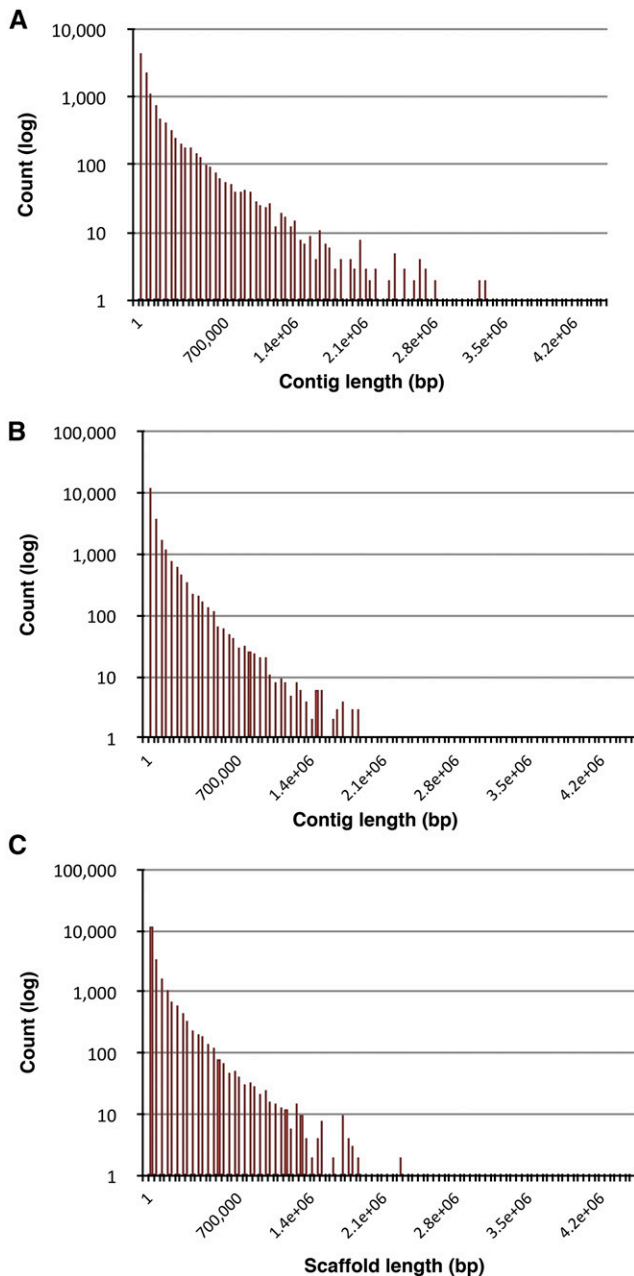 A
10,000
1,000
100
10
1
Count (log)
1
700,000
1.4e+06
2.1e+06
2.8e+06
3.5e+06
4.2e+06
Contig length (bp)
B
100,000
10,000
1,000
100
10
1
Count (log)
1
700,000
1.4e+06
2.1e+06
2.8e+06
3.5e+06
4.2e+06
Contig length (bp)
C
100,000
10,000
1,000
100
10
1
Count (log)
1
700,000
1.4e+06
2.1e+06
2.8e+06
3.5e+06
4.2e+06
Scaffold length (bp)